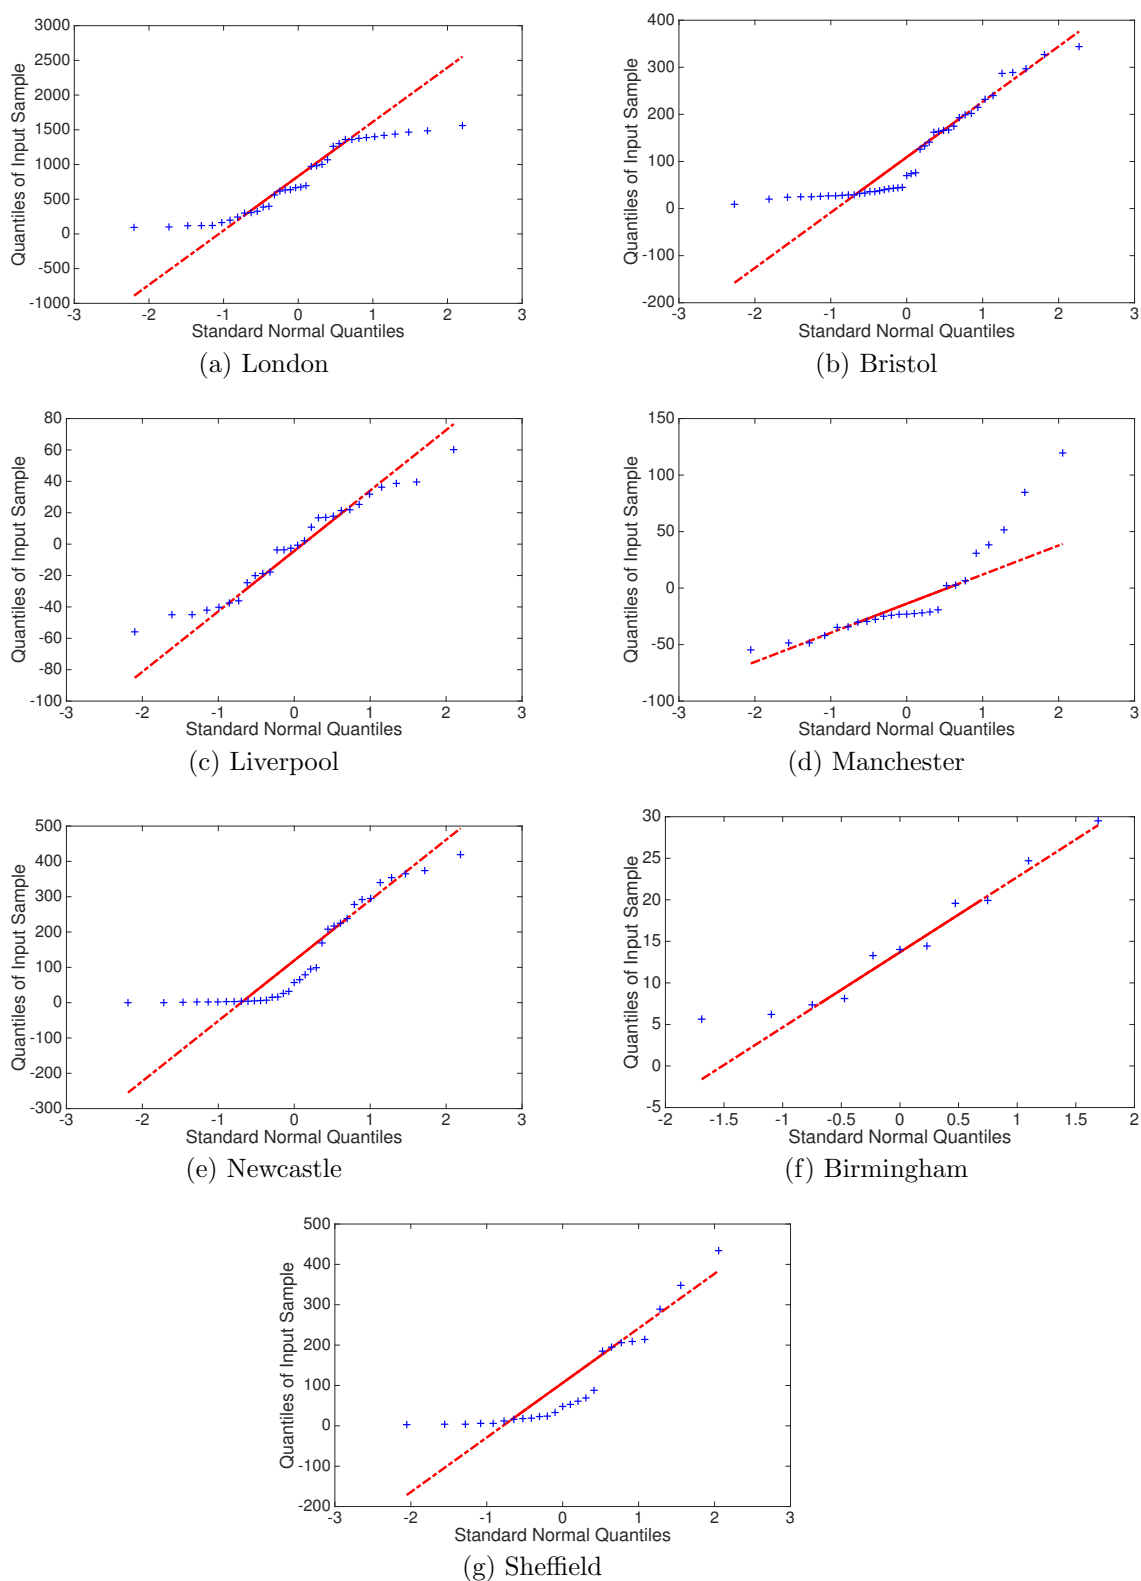 3000
2500
2000
1500
1000
500
0
-500
-1000
Quantiles of Input Sample
-3 -2 -1 0 1 2 3
Standard Normal Quantiles
(a) London
400
300
200
100
0
-100
-200
Quantiles of Input Sample
-3 -2 -1 0 1 2 3
Standard Normal Quantiles
(b) Bristol
80
60
40
20
0
-20
-40
-60
-80
-100
Quantiles of Input Sample
-3 -2 -1 0 1 2 3
Standard Normal Quantiles
(c) Liverpool
150
100
50
0
-50
-100
Quantiles of Input Sample
-3 -2 -1 0 1 2 3
Standard Normal Quantiles
(d) Manchester
500
400
300
200
100
0
-100
-200
-300
Quantiles of Input Sample
-3 -2 -1 0 1 2 3
Standard Normal Quantiles
(e) Newcastle
30
25
20
15
10
5
0
-5
Quantiles of Input Sample
-2 -1.5 -1 -0.5 0 0.5 1 1.5 2
Standard Normal Quantiles
(f) Birmingham
500
400
300
200
100
0
-100
-200
Quantiles of Input Sample
-3 -2 -1 0 1 2 3
Standard Normal Quantiles
(g) Sheffield